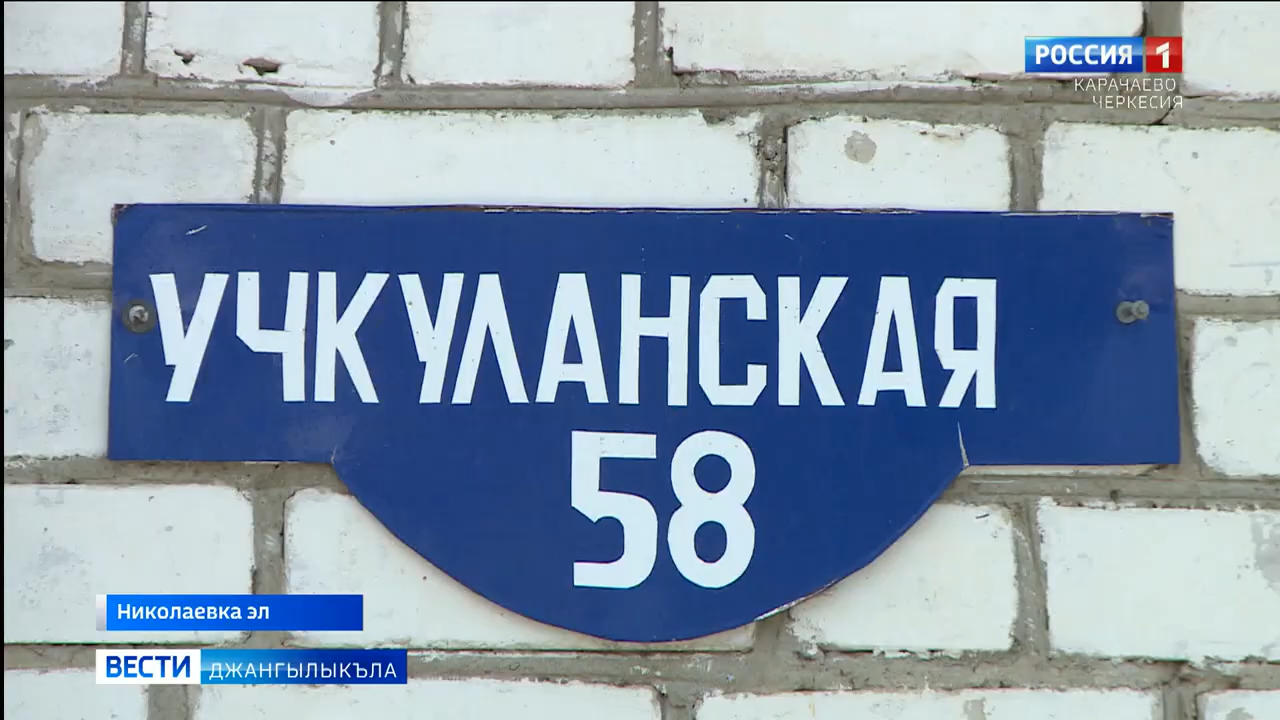 РОССИЯ 1
КАРАЧАЕВО
ЧЕРКЕСИЯ
УЧКУЛАНСКАЯ
58
Николаевка эл
ВЕСТИ ДЖАНГЫЛЫКЪЛА